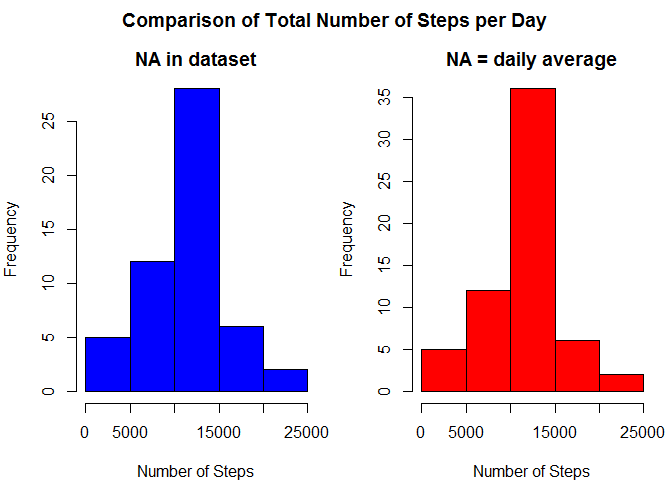 Comparison of Total Number of Steps per Day
NA in dataset
Frequency
25
20
15
10
5
0
0 5000 15000 25000
Number of Steps
NA = daily average
Frequency
35
30
25
20
15
10
5
0
0 5000 15000 25000
Number of Steps